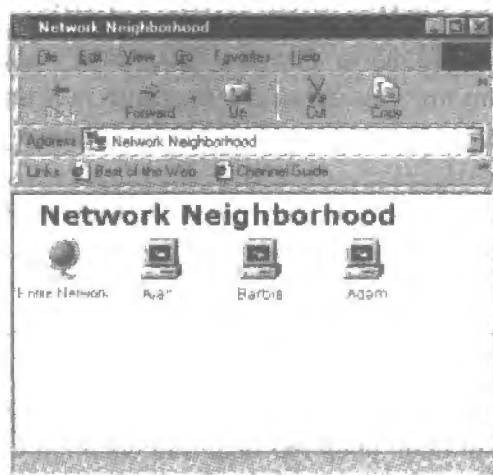 Network Neighborhood
File Edit View Go Favorites Help
Back Forward Up Cut Copy
Address Network Neighborhood
Links Best of the Web Channel Guide
Network Neighborhood
Entire Network Barbie Adam